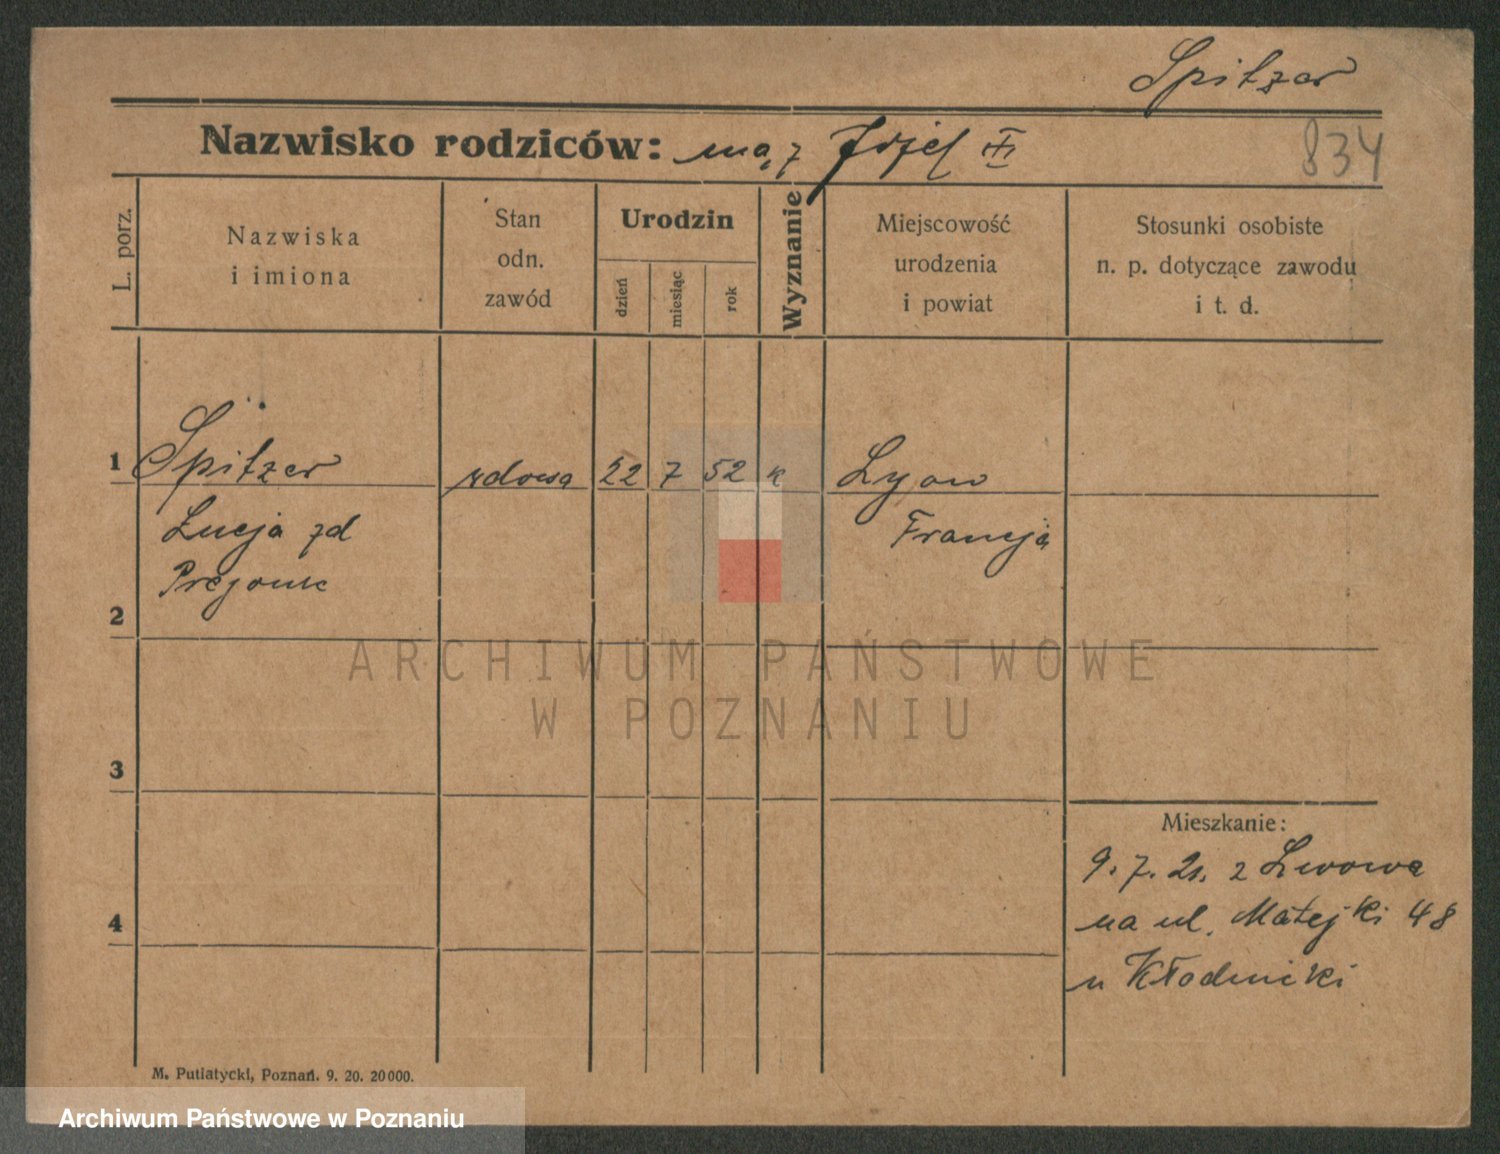 Spitzer
Nazwisko rodziców: mąż Józef
834
L. porz.
Nazwiska
i imiona
Stan
odn.
zawód
Urodzin
dzień
miesiąc
rok
Wyznanie
Miejscowość
urodzenia
i powiat
Stosunki osobiste
n. p. dotyczące zawodu
i t. d.
1 Spitzer wdowa 22 7 52 k Lyon
Łucja zd Francja
2
ARCHIWUM PAŃSTWOWE
W POZNANIU
3
Mieszkanie:
9. 7. 21. z Lwowa
4 na ul. Matejki 48
u Kłodnicki
M. Putiatycki, Poznań. 9. 20. 20000.
Archiwum Państwowe w Poznaniu